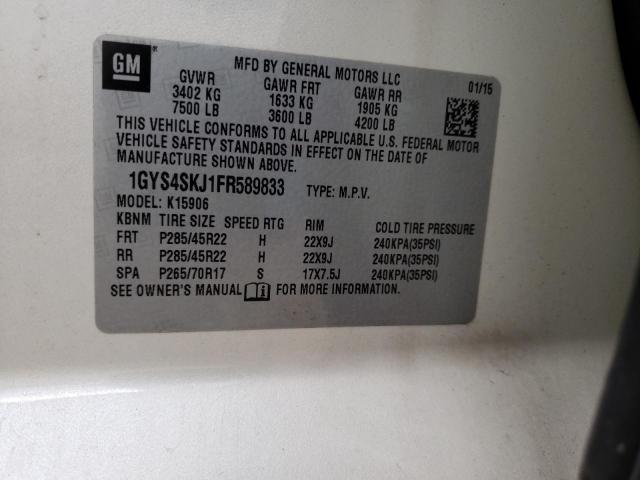 GM
MFD BY GENERAL MOTORS LLC
01/15
GVWR GAWR FRT GAWR RR
3402 KG 1633 KG 1905 KG
7500 LB 3600 LB 4200 LB
THIS VEHICLE CONFORMS TO ALL APPLICABLE U.S. FEDERAL MOTOR
VEHICLE SAFETY STANDARDS IN EFFECT ON THE DATE OF
MANUFACTURE SHOWN ABOVE.
1GYS4SKJ1FR589833 TYPE: M.P.V.
MODEL: K15906
KBNM TIRE SIZE SPEED RTG RIM COLD TIRE PRESSURE
FRT P285/45R22 H 22X9J 240KPA(35PSI)
RR P285/45R22 H 22X9J 240KPA(35PSI)
SPA P265/70R17 S 17X7.5J 240KPA(35PSI)
SEE OWNER'S MANUAL FOR MORE INFORMATION.